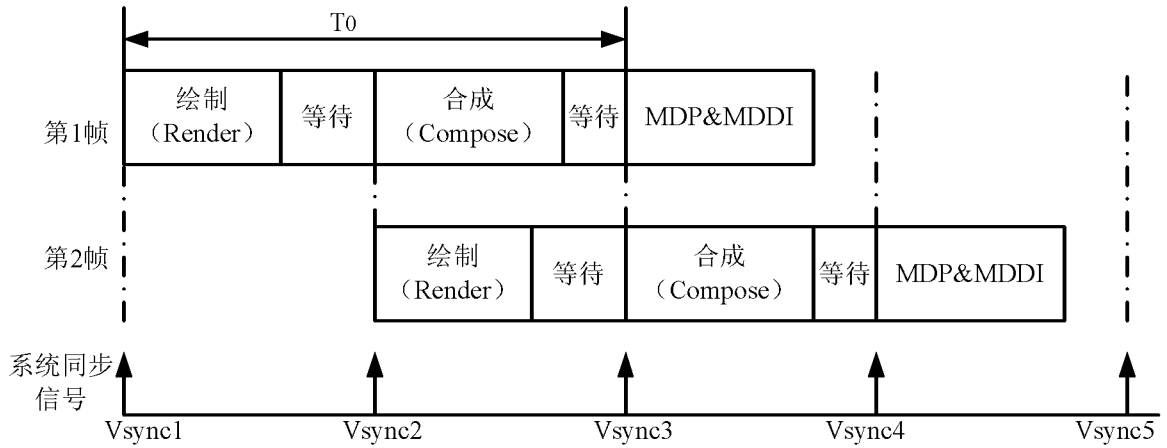 T0
第1帧
绘制
（Render）
等待
合成
（Compose）
等待
MDP&MDDI
第2帧
绘制
（Render）
等待
合成
（Compose）
等待
MDP&MDDI
系统同步
信号
Vsync1
Vsync2
Vsync3
Vsync4
Vsync5